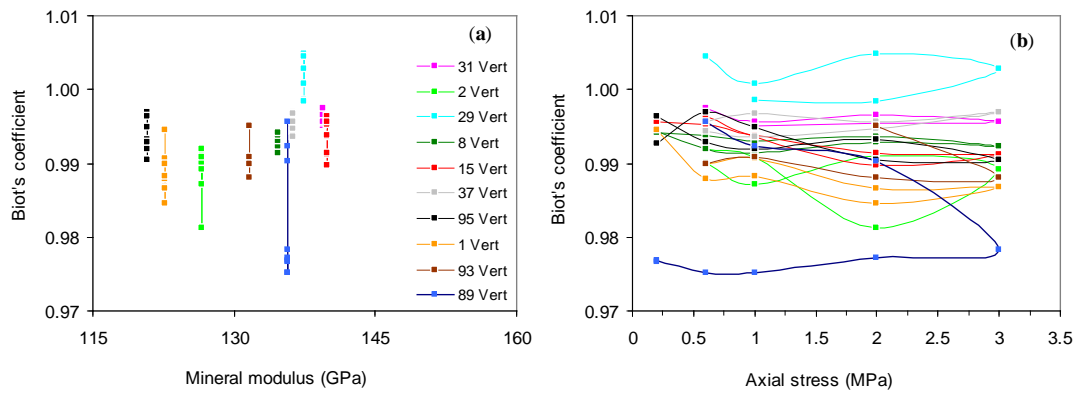 1.01
1.00
0.99
0.98
0.97
115
130
145
160
Biot's coefficient
Mineral modulus (GPa)
(a)
31 Vert
2 Vert
29 Vert
8 Vert
15 Vert
37 Vert
95 Vert
1 Vert
93 Vert
89 Vert
1.01
1.00
0.99
0.98
0.97
0
0.5
1
1.5
2
2.5
3
3.5
Biot's coefficient
Axial stress (MPa)
(b)